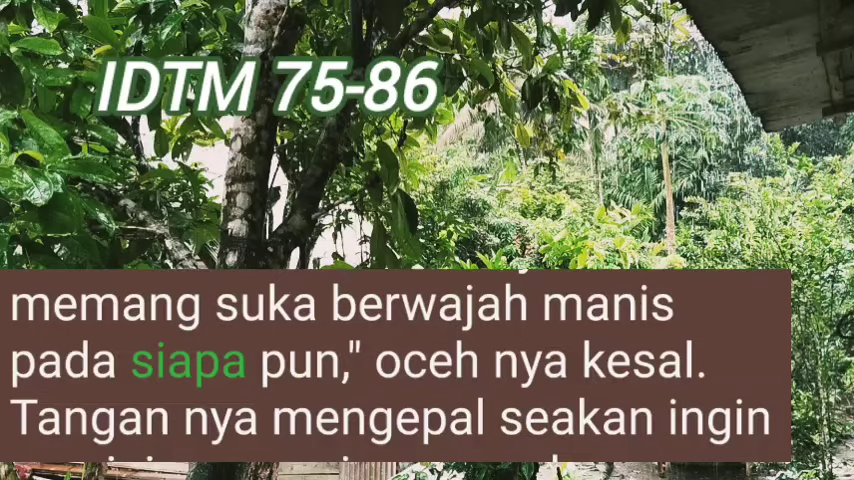 IDTM 75-86
memang suka berwajah manis
pada siapa pun," oceh nya kesal.
Tangan nya mengepal seakan ingin